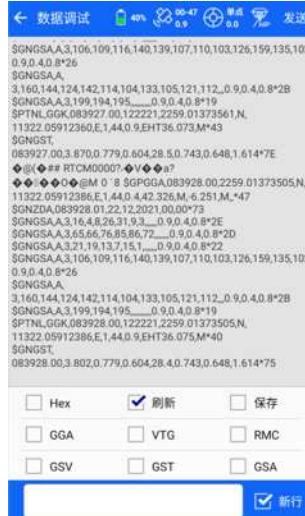 数据调试 40% 00-47 0.9 单点 0.0 发送
$GNGSA,A,3,106,109,116,140,139,107,110,103,126,159,135,10
0.9,0.4,0.8*26
$GNGSA,A,
3,160,144,124,142,114,104,133,105,121,112,,,0.9,0.4,0.8*2B
$GNGSA,A,3,199,194,195,,,,,,,,,,0.9,0.4,0.8*19
$PTNL,GGK,083927.00,122221,2259.01373561,N,
11322.05912360,E,1,44,0.9,EHT36.073,M*43
$GNGST,
083927.00,3.870,0.779,0.604,28.5,0.743,0.648,1.614*7E
$GPGGA,083928.00,2259.01373505,N,
11322.05912386,E,1,44,0.4,42.326,M,-6.251,M,,*47
$GNZDA,083928.01,22,12,2021,00,00*73
$GNGSA,A,3,16,4,8,26,31,9,3,,,,,,0.9,0.4,0.8*2E
$GNGSA,A,3,65,66,76,85,86,72,,,,,,,0.9,0.4,0.8*2D
$GNGSA,A,3,21,19,13,7,15,1,,,,,,,0.9,0.4,0.8*22
$GNGSA,A,3,106,109,116,140,139,107,110,103,126,159,135,10
0.9,0.4,0.8*26
$GNGSA,A,
3,160,144,124,142,114,104,133,105,121,112,,,0.9,0.4,0.8*2B
$GNGSA,A,3,199,194,195,,,,,,,,,,0.9,0.4,0.8*19
$PTNL,GGK,083928.00,122221,2259.01373505,N,
11322.05912386,E,1,44,0.9,EHT36.075,M*40
$GNGST,
083928.00,3.802,0.779,0.604,28.4,0.743,0.648,1.614*75
Hex 刷新 保存
GGA VTG RMC
GSV GST GSA
新行